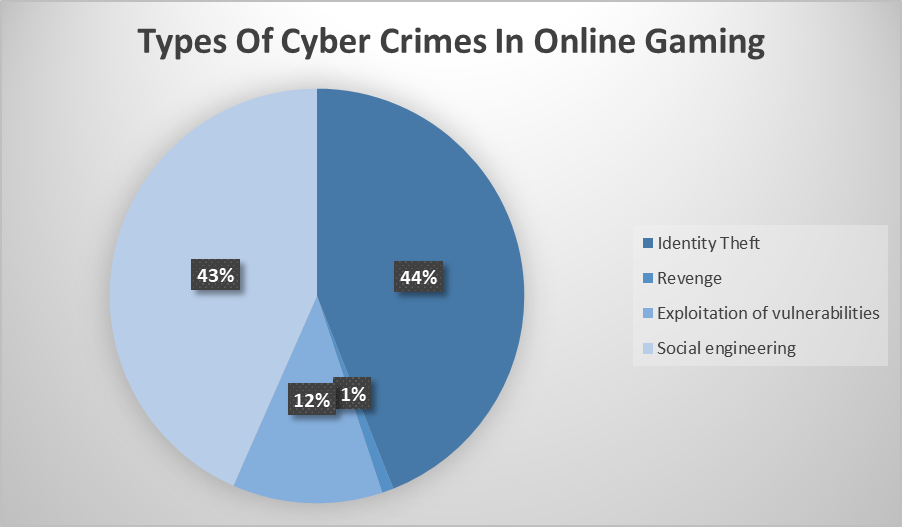 Types Of Cyber Crimes In Online Gaming
43%
44%
12%
1%
Identity Theft
Revenge
Exploitation of vulnerabilities
Social engineering